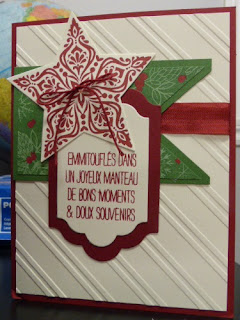 EMMITOUFLÉS DANS
UN JOYEUX MANTEAU
DE BONS MOMENTS
& DOUX SOUVENIRS